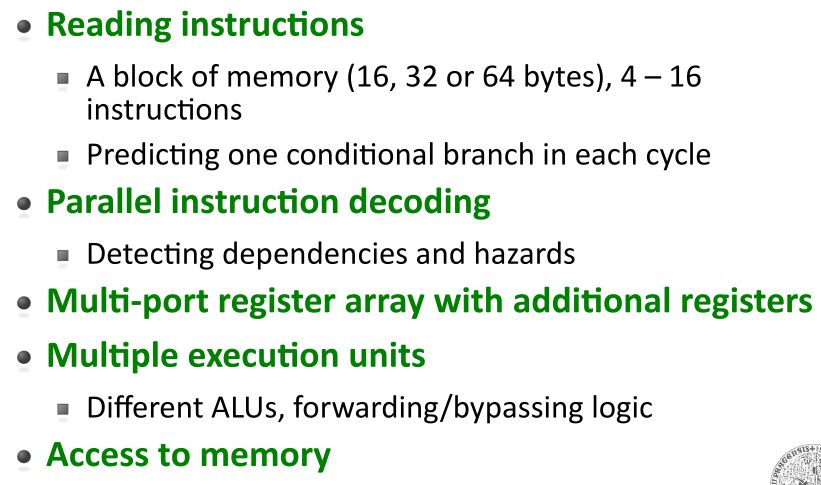 Reading instructions
A block of memory (16, 32 or 64 bytes), 4 – 16
instructions
Predicting one conditional branch in each cycle
Parallel instruction decoding
Detecting dependencies and hazards
Multi-port register array with additional registers
Multiple execution units
Different ALUs, forwarding/bypassing logic
Access to memory